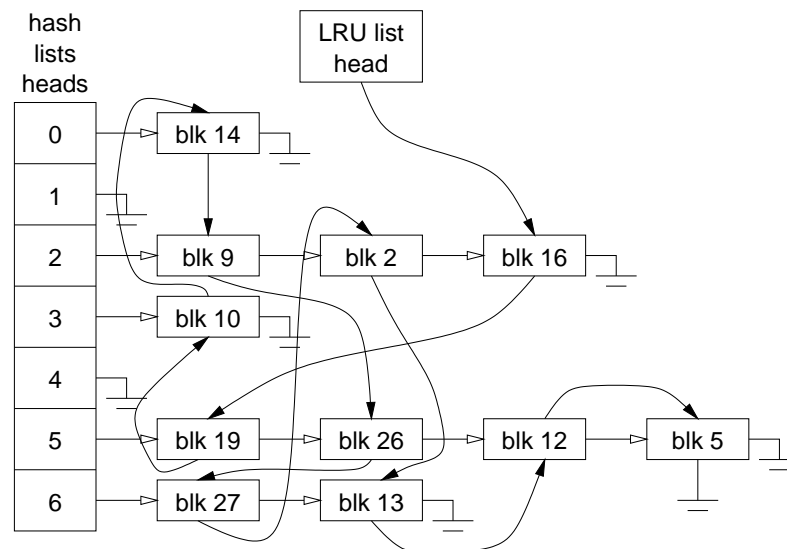 hash
lists
heads
LRU list
head
0
blk 14
1
2
blk 9
blk 2
blk 16
3
blk 10
4
5
blk 19
blk 26
blk 12
blk 5
6
blk 27
blk 13